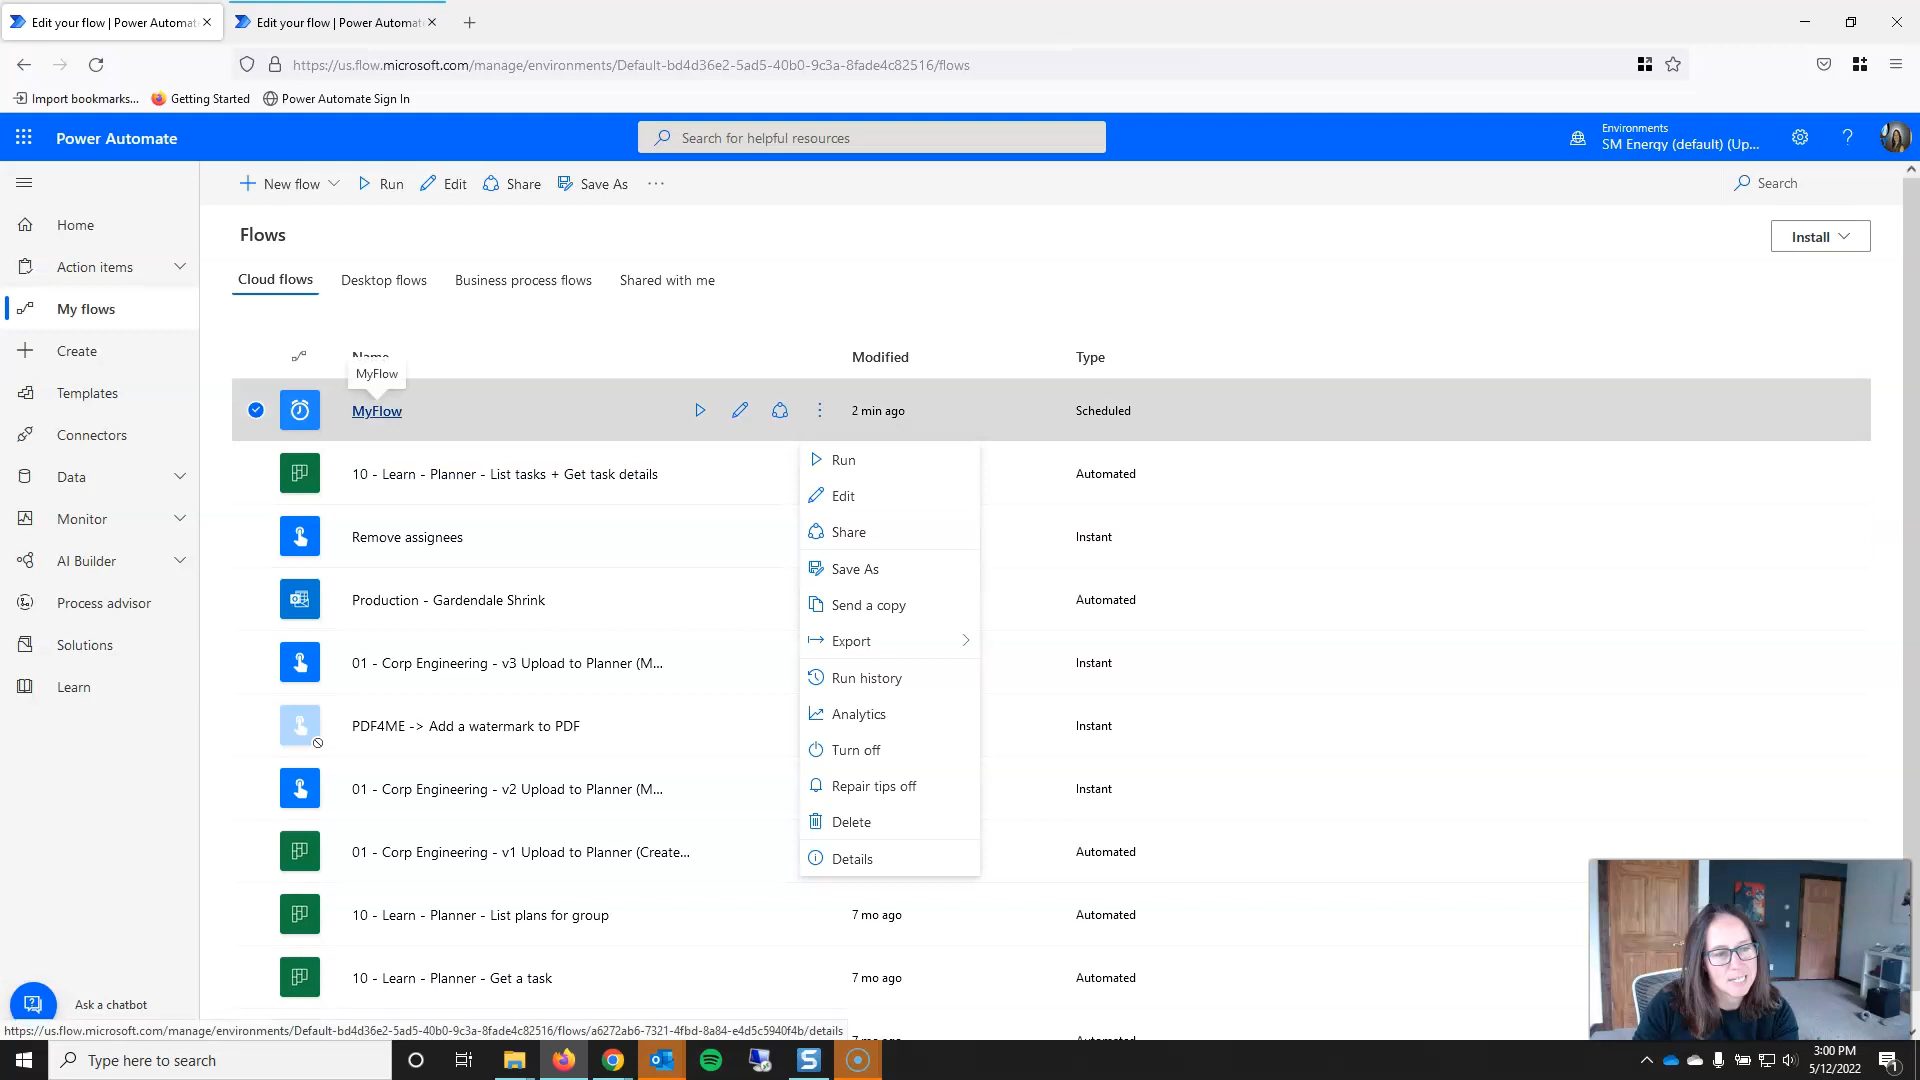 Edit your flow | Power Automat
Edit your flow | Power Automat
https://us.flow.microsoft.com/manage/environments/Default-bd4d36e2-5ad5-40b0-9c3a-8fade4c82516/flows
Import bookmarks...
Getting Started
Power Automate Sign In
Power Automate
Search for helpful resources
Environments
SM Energy (default) (Up...
New flow
Run
Edit
Share
Save As
Search
Home
Action items
My flows
Create
Templates
Connectors
Data
Monitor
AI Builder
Process advisor
Solutions
Learn
Ask a chatbot
Flows
Install
Cloud flows
Desktop flows
Business process flows
Shared with me
Name
Modified
Type
MyFlow
MyFlow
2 min ago
Scheduled
10 - Learn - Planner - List tasks + Get task details
Automated
Remove assignees
Instant
Production - Gardendale Shrink
Automated
01 - Corp Engineering - v3 Upload to Planner (M...
Instant
PDF4ME -> Add a watermark to PDF
Instant
01 - Corp Engineering - v2 Upload to Planner (M...
Instant
01 - Corp Engineering - v1 Upload to Planner (Create...
Automated
10 - Learn - Planner - List plans for group
7 mo ago
Automated
10 - Learn - Planner - Get a task
7 mo ago
Automated
Run
Edit
Share
Save As
Send a copy
Export
Run history
Analytics
Turn off
Repair tips off
Delete
Details
https://us.flow.microsoft.com/manage/environments/Default-bd4d36e2-5ad5-40b0-9c3a-8fade4c82516/flows/a6272ab6-7321-4fbd-8a84-e4d5c5940f4b/details
7 mo ago
Automated
Type here to search
3:00 PM
5/12/2022
1